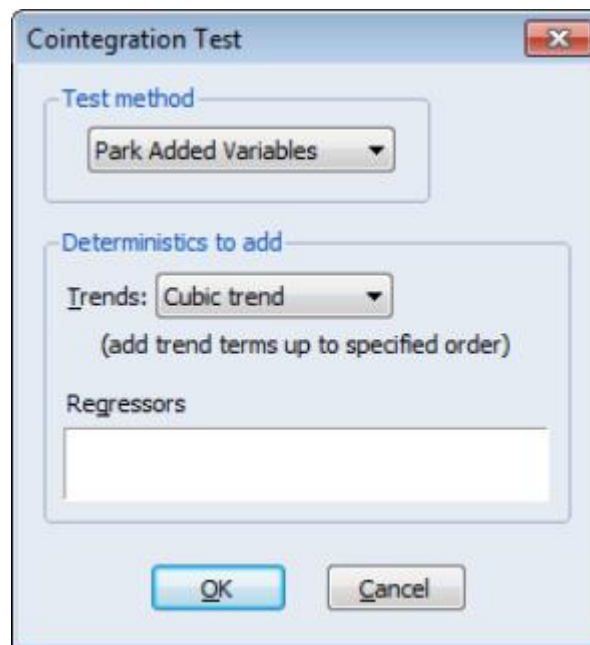 Cointegration Test
Test method
Park Added Variables
Deterministics to add
Trends: Cubic trend
(add trend terms up to specified order)
Regressors
OK
Cancel